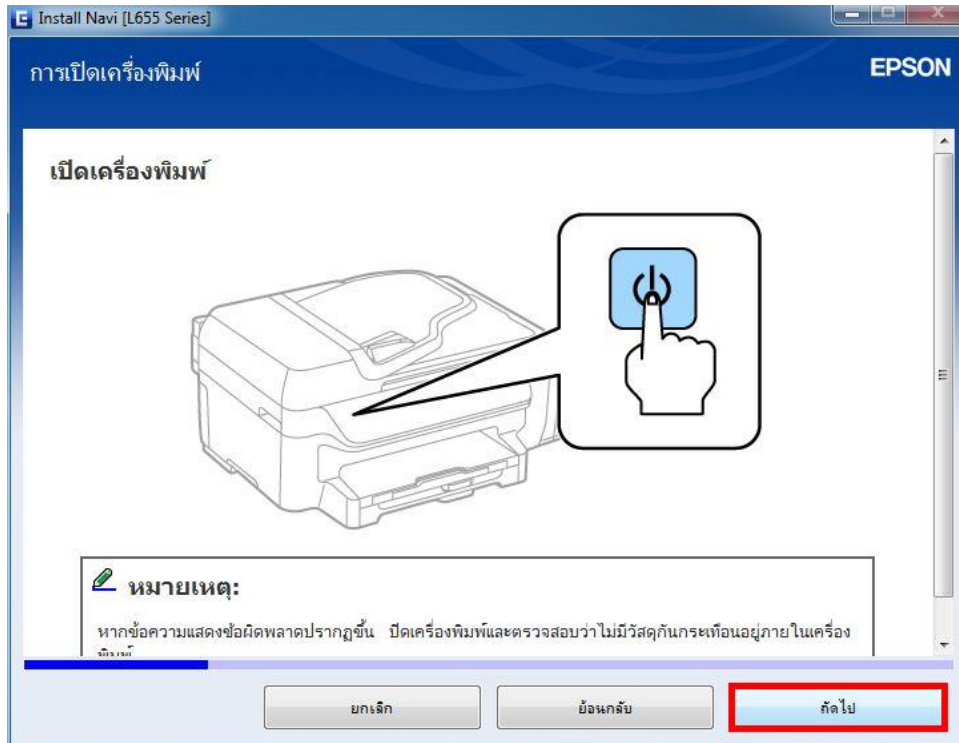 Install Navi [L655 Series]
การเปิดเครื่องพิมพ์
EPSON
เปิดเครื่องพิมพ์
หมายเหตุ:
หากข้อความแสดงข้อผิดพลาดปรากฏขึ้น ปิดเครื่องพิมพ์และตรวจสอบว่าไม่มีวัสดุกันกระเทือนอยู่ภายในเครื่อง
พิมพ์
ยกเลิก
ย้อนกลับ
ถัดไป